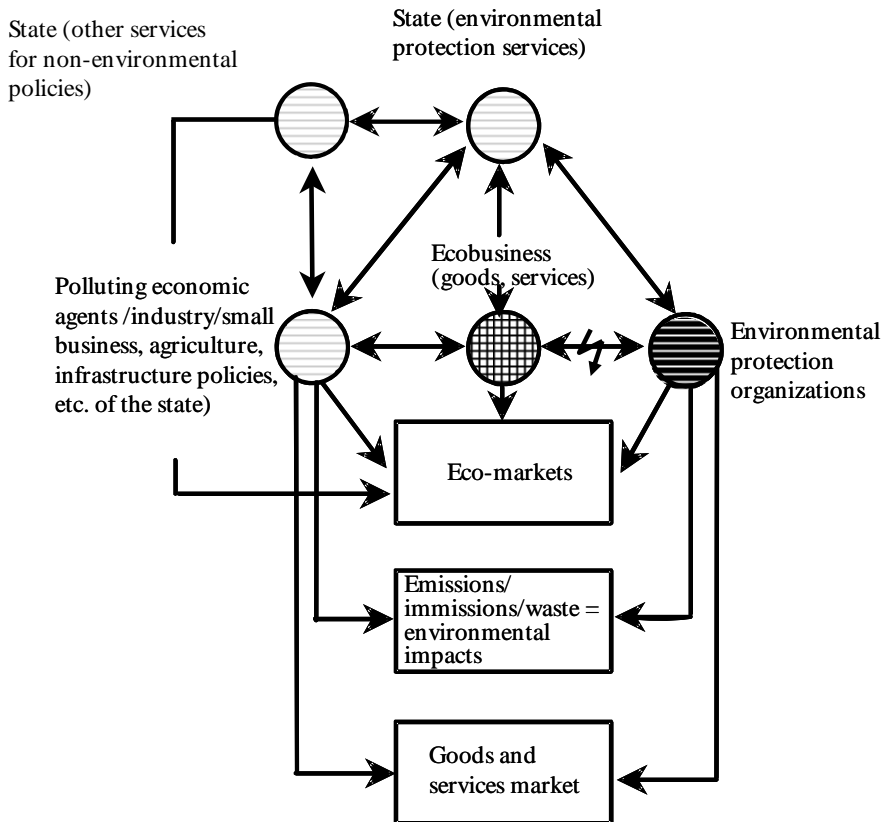 State (other services
for non-environmental
policies)
State (environmental
protection services)
Ecobusiness
(goods, services)
Polluting economic
agents /industry/small
business, agriculture,
infrastructure policies,
etc. of the state)
Environmental
protection
organizations
Eco-markets
Emissions/
immissions/waste =
environmental
impacts
Goods and
services market